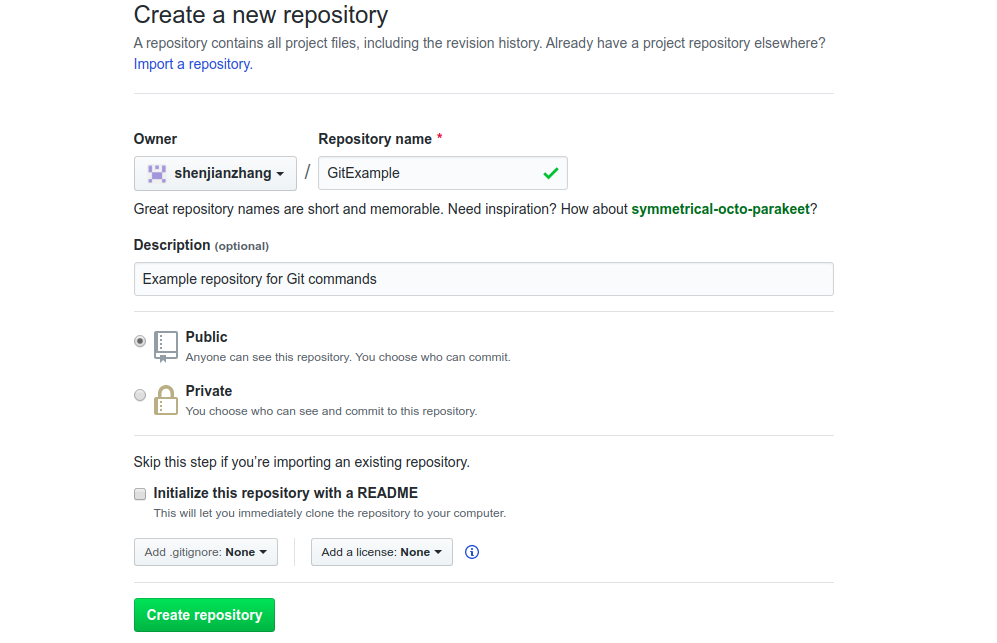 Create a new repository
A repository contains all project files, including the revision history. Already have a project repository elsewhere?
Import a repository.
Owner
Repository name *
shenjianzhang
/
GitExample
Great repository names are short and memorable. Need inspiration? How about symmetrical-octo-parakeet?
Description (optional)
Example repository for Git commands
Public
Anyone can see this repository. You choose who can commit.
Private
You choose who can see and commit to this repository.
Skip this step if you’re importing an existing repository.
Initialize this repository with a README
This will let you immediately clone the repository to your computer.
Add .gitignore: None
Add a license: None
Create repository